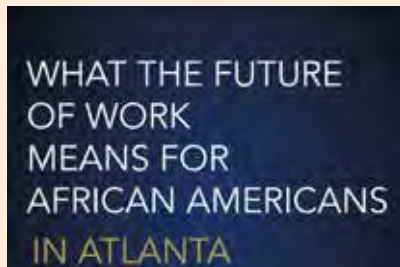 WHAT THE FUTURE
OF WORK
MEANS FOR
AFRICAN AMERICANS
IN ATLANTA